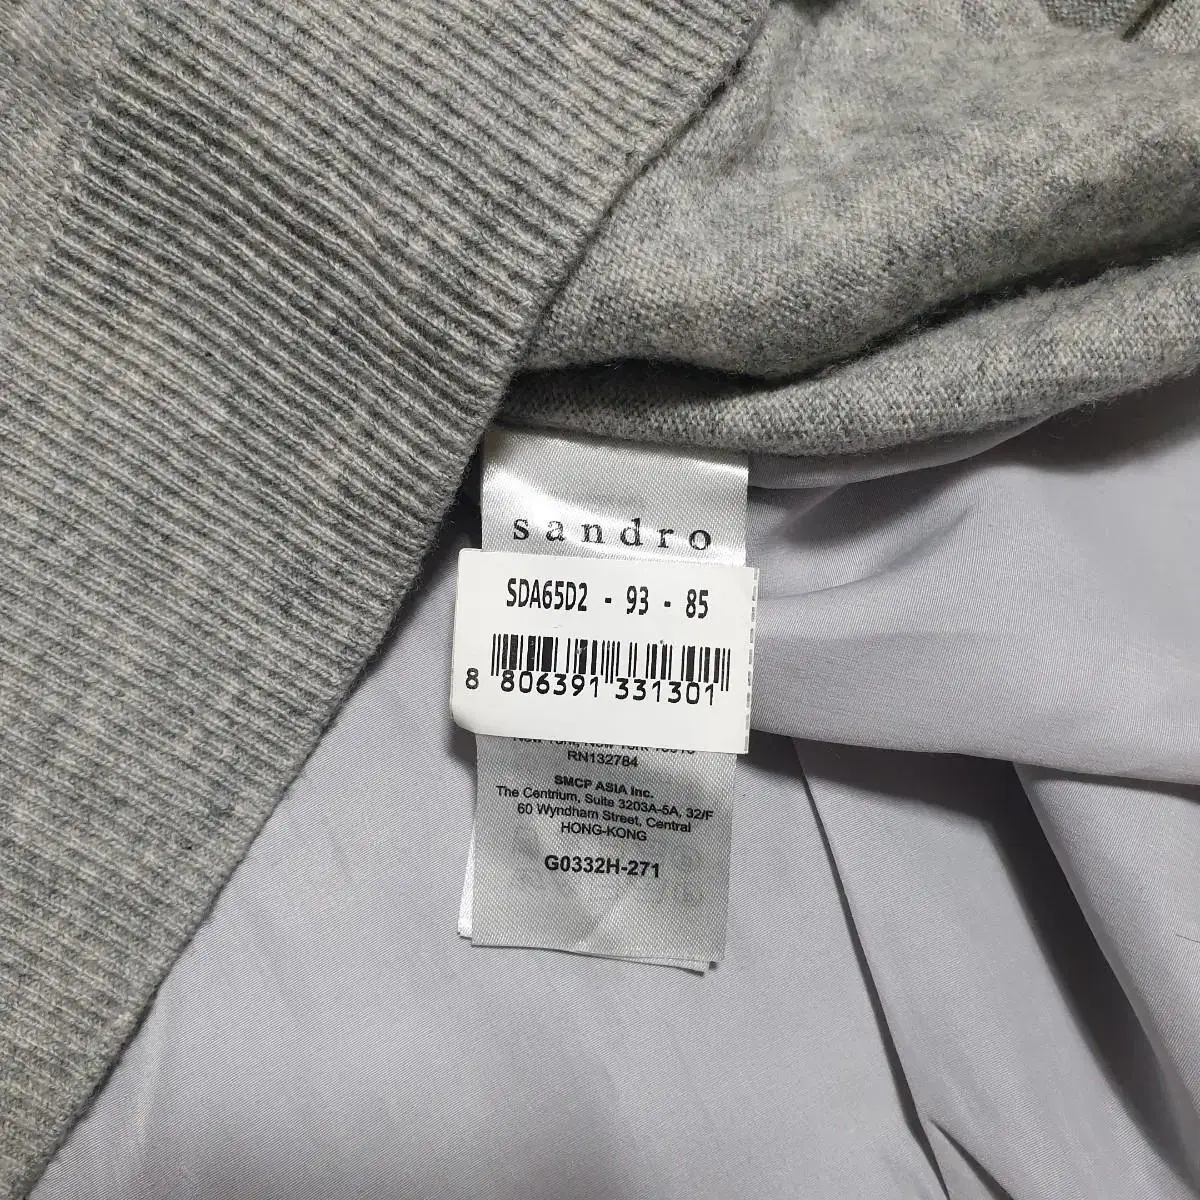 sandro
SDA65D2 - 93 - 85
8 806391 331301
RN132784
SMCP ASIA Inc.
The Centrium, Suite 3203A-5A, 32/F
60 Wyndham Street, Central
HONG-KONG
G0332H-271